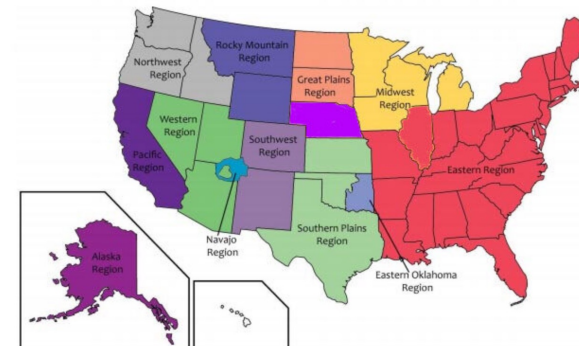 Rocky Mountain
Region
Northwest
Region
Great Plains
Region
Midwest
Region
Western
Region
Southwest
Region
Pacific
Region
Eastern Region
Navajo
Region
Southern Plains
Region
Eastern Oklahoma
Region
Alaska
Region